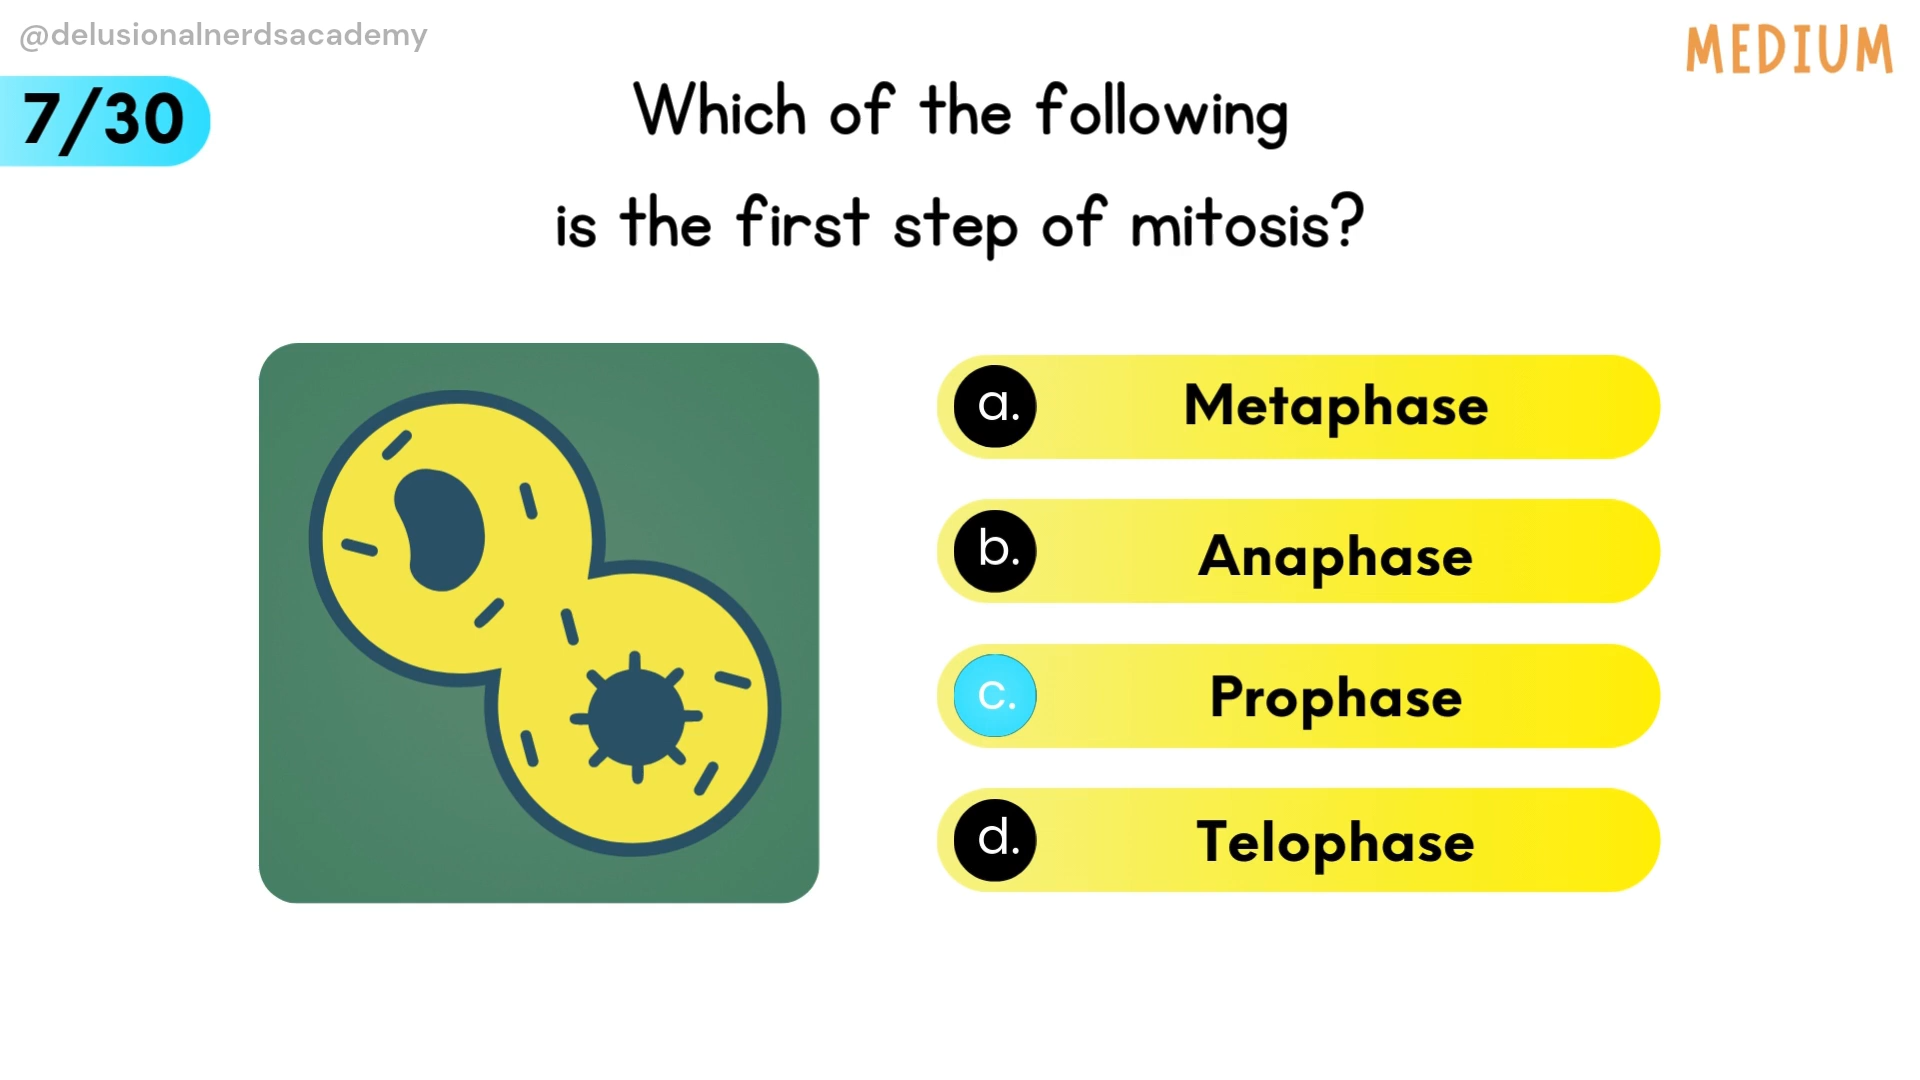 @delusionalnerdsacademy
MEDIUM
7/30
Which of the following
is the first step of mitosis?
a. Metaphase
b. Anaphase
c. Prophase
d. Telophase